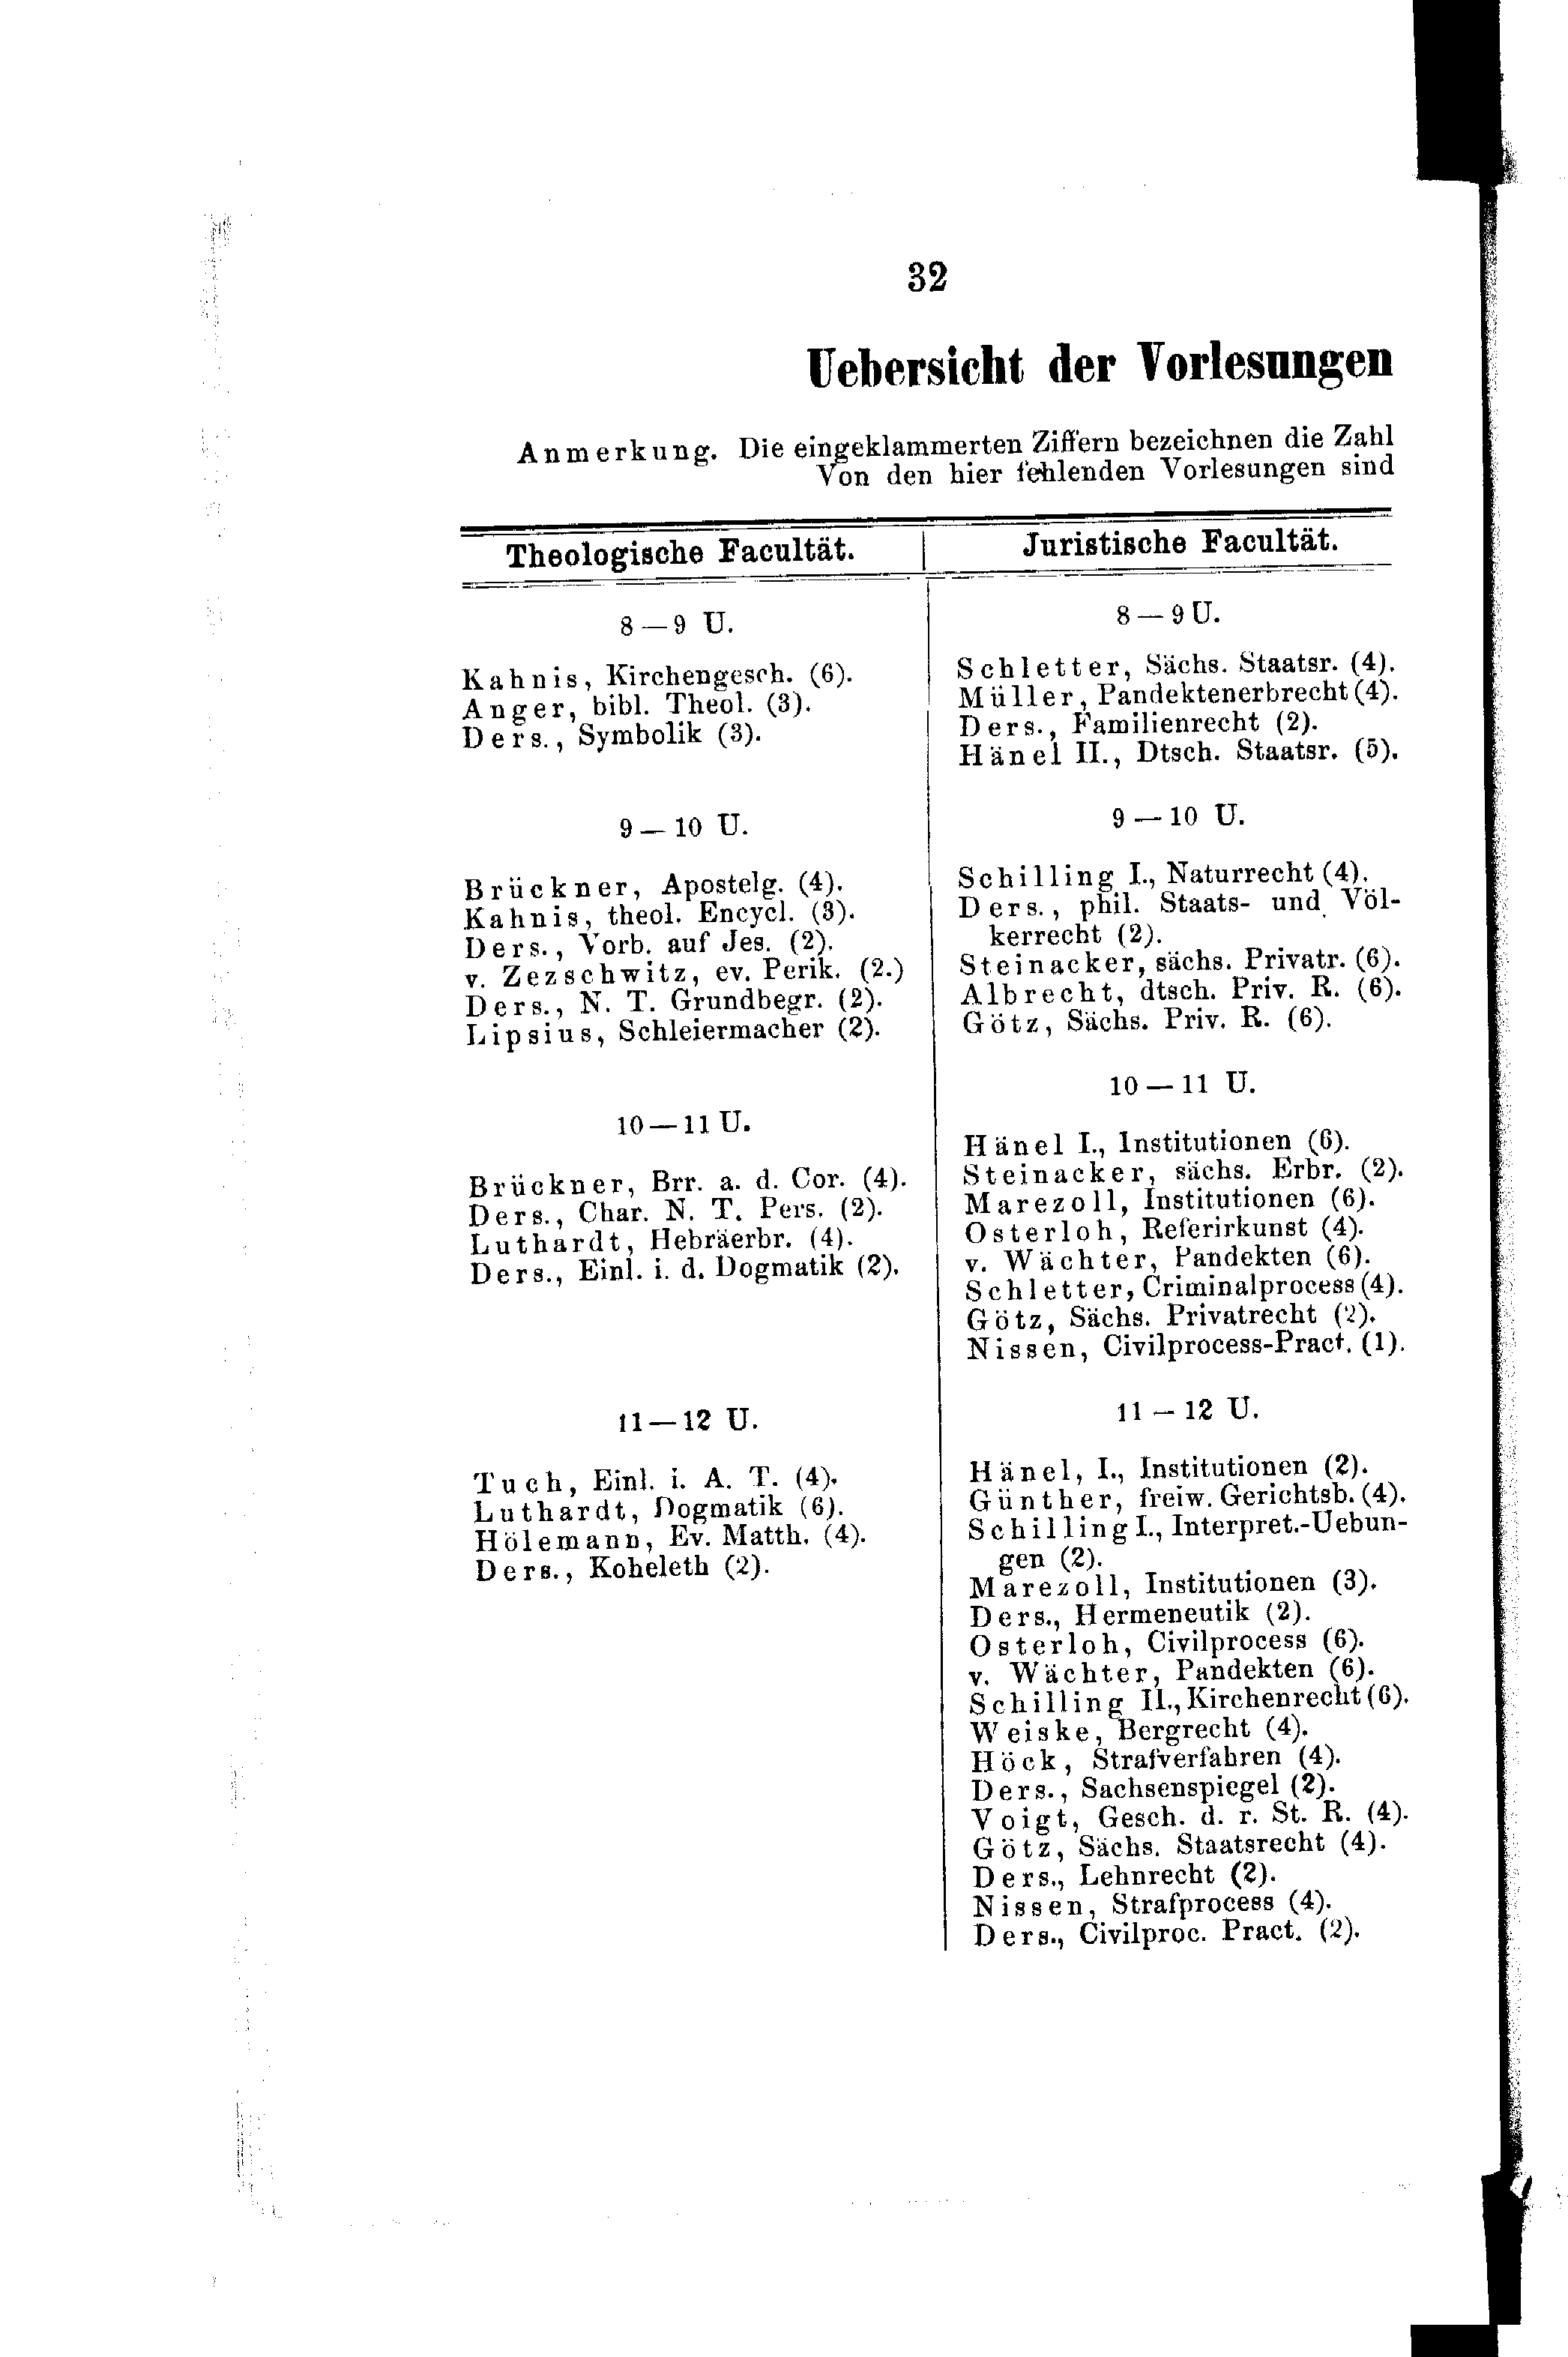 32
Uebersicht der Vorlesungen
Anmerkung. Die eingeklammerten Ziffern bezeichnen die Zahl
Von den hier fehlenden Vorlesungen sind
Theologische Facultät.
8—9 U.
Kahnis, Kirchengesch. (6).
Anger, bibl. Theol. (3).
Ders., Symbolik (3).
9—10 U.
Brückner, Apostelg. (4).
Kahnis, theol. Encycl. (3).
Ders., Vorb. auf Jes. (2).
v. Zezschwitz, ev. Perik. (2.)
Ders., N. T. Grundbegr. (2).
Lipsius, Schleiermacher (2).
10—11 U.
Brückner, Brr. a. d. Cor. (4).
Ders., Char. N. T. Pers. (2).
Luthardt, Hebräerbr. (4).
Ders., Einl. i. d. Dogmatik (2).
11—12 U.
Tuch, Einl. i. A. T. (4).
Luthardt, Dogmatik (6).
Hölemann, Ev. Matth. (4).
Ders., Koheleth (2).
Juristische Facultät.
8—9 U.
Schletter, Sächs. Staatsr. (4).
Müller, Pandektenerbrecht (4).
Ders., Familienrecht (2).
Hänel II., Dtsch. Staatsr. (5).
9—10 U.
Schilling I., Naturrecht (4).
Ders., phil. Staats- und Völ-
kerrecht (2).
Steinacker, sächs. Privatr. (6).
Albrecht, dtsch. Priv. R. (6).
Götz, Sächs. Priv. R. (6).
10—11 U.
Hänel I., Institutionen (6).
Steinacker, sächs. Erbr. (2).
Marezoll, Institutionen (6).
Osterloh, Referirkunst (4).
v. Wächter, Pandekten (6).
Schletter, Criminalprocess (4).
Götz, Sächs. Privatrecht (2).
Nissen, Civilprocess-Pract. (1).
11—12 U.
Hänel, I., Institutionen (2).
Günther, freiw. Gerichtsb. (4).
Schilling I., Interpret.-Uebun-
gen (2).
Marezoll, Institutionen (3).
Ders., Hermeneutik (2).
Osterloh, Civilprocess (6).
v. Wächter, Pandekten (6).
Schilling II., Kirchenrecht (6).
Weiske, Bergrecht (4).
Höck, Strafverfahren (4).
Ders., Sachsenspiegel (2).
Voigt, Gesch. d. r. St. R. (4).
Götz, Sächs. Staatsrecht (4).
Ders., Lehnrecht (2).
Nissen, Strafprocess (4).
Ders., Civilproc. Pract. (2).